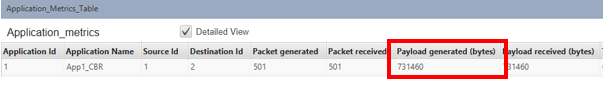 Application_Metrics_Table
Application_metrics Detailed View
Application Id Application Name Source Id Destination Id Packet generated Packet received Payload generated (bytes) Payload received (bytes)
1 App1_CBR 1 2 501 501 731460 731460